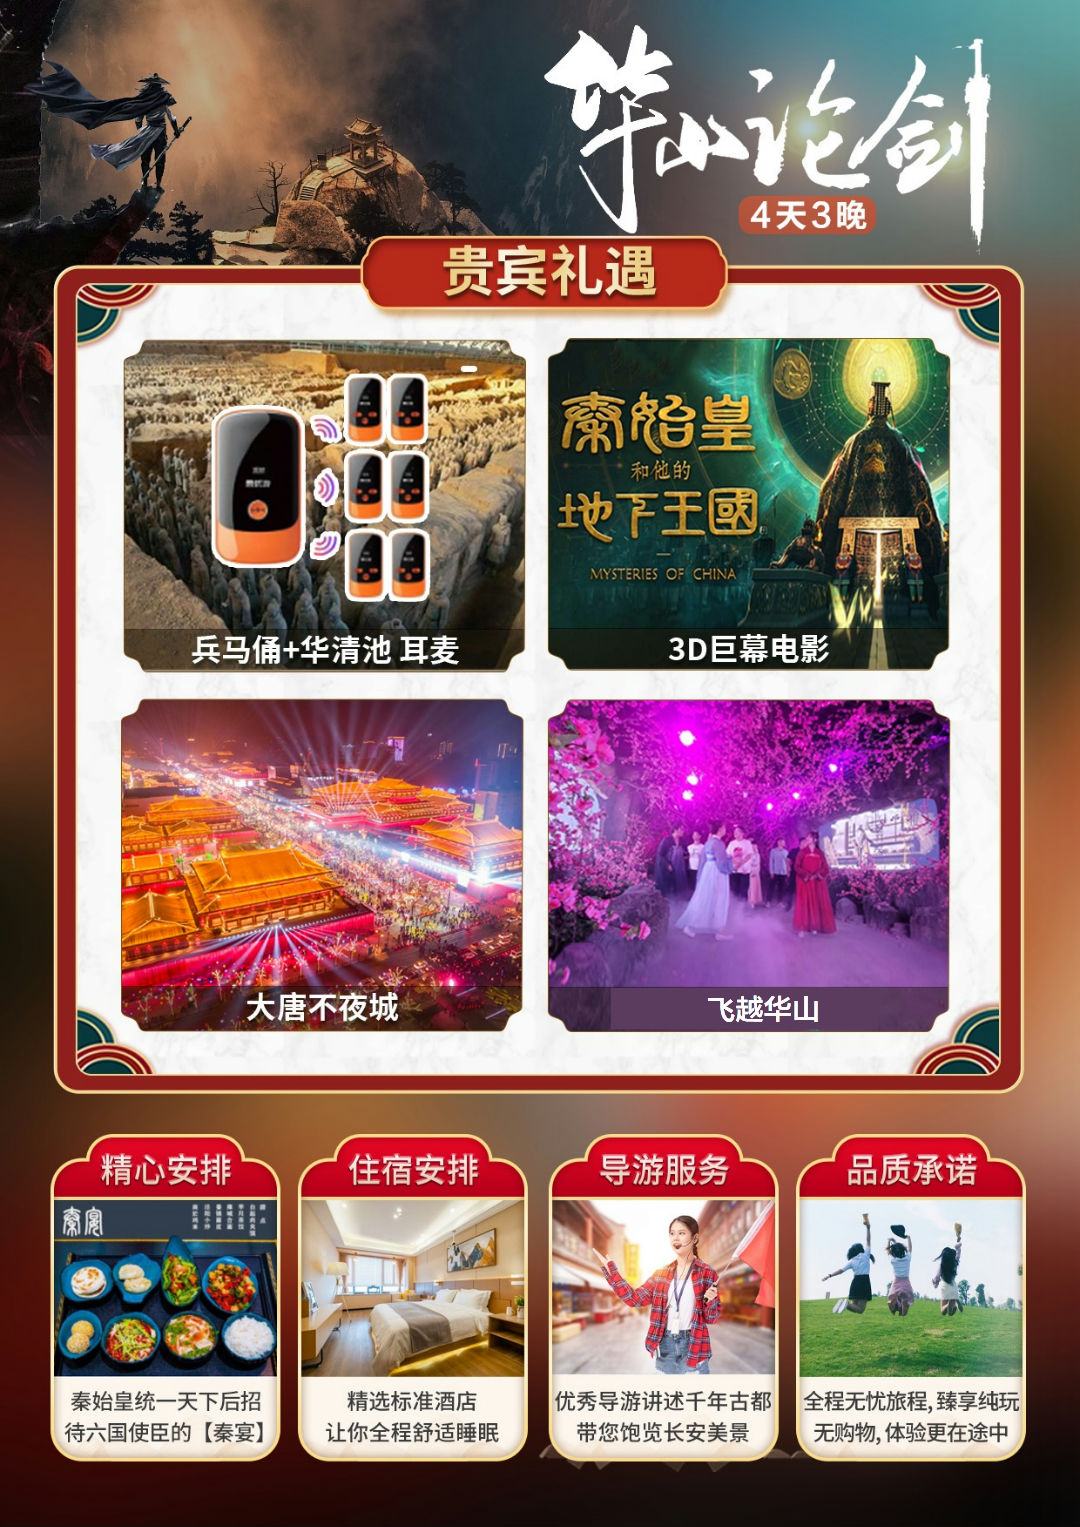 华山论剑
4天3晚
贵宾礼遇
兵马俑+华清池 耳麦
秦始皇
和他的
地下王國
MYSTERIES OF CHINA
3D巨幕电影
大唐不夜城
飞越华山
精心安排
秦宴
秦始皇统一天下后招
待六国使臣的【秦宴】
住宿安排
精选标准酒店
让你全程舒适睡眠
导游服务
优秀导游讲述千年古都
带您饱览长安美景
品质承诺
全程无忧旅程,臻享纯玩
无购物,体验更在途中